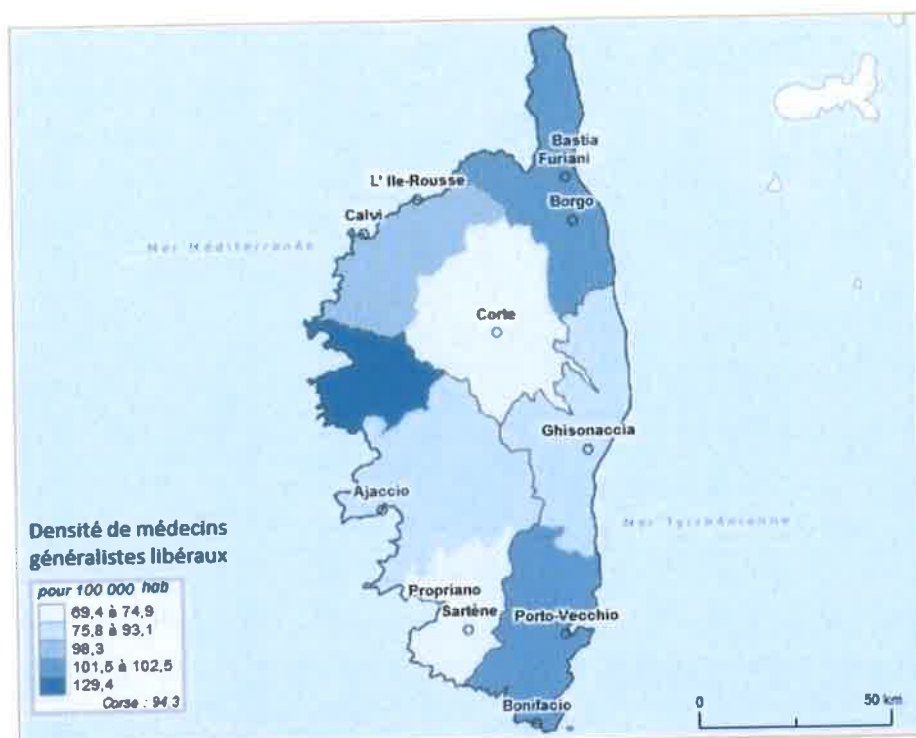 Bastia
Furiani
L' Ile-Rousse
Borgo
Calvi
Mer Méditerranée
Corte
Ghisonaccia
Ajaccio
Mer Tyrrhénienne
Densité de médecins
généralistes libéraux
pour 100 000 hab
69,4 à 74,9
75,8 à 93,1
98,3
101,5 à 102,5
129,4
Corse : 94,3
Propriano
Sartène
Porto-Vecchio
Bonifacio
0 50 km